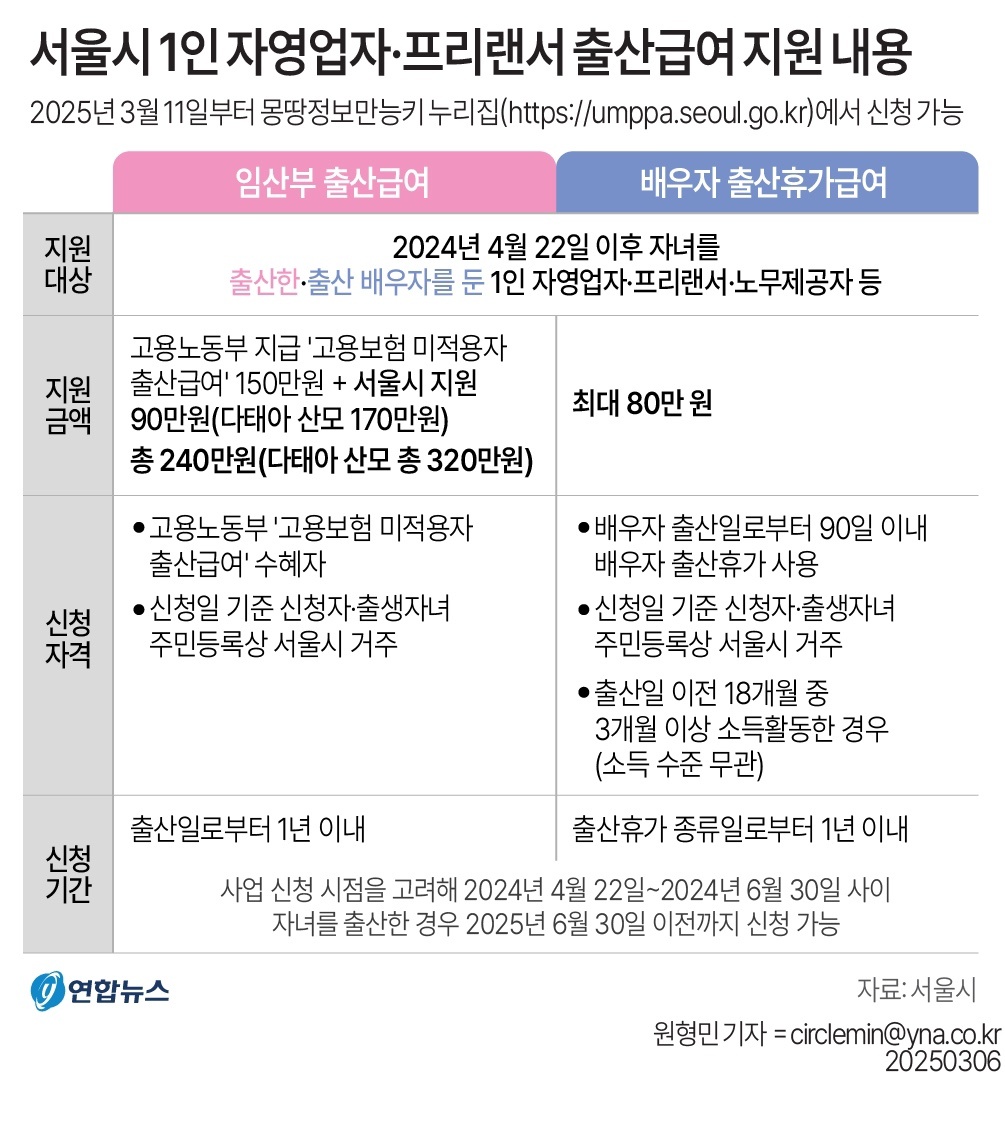 서울시 1인 자영업자·프리랜서 출산급여 지원 내용
2025년 3월 11일부터 몽땅정보만능키 누리집(https://umppa.seoul.go.kr)에서 신청 가능
임산부 출산급여
배우자 출산휴가급여
지원
대상
2024년 4월 22일 이후 자녀를
출산한·출산 배우자를 둔 1인 자영업자·프리랜서·노무제공자 등
지원
금액
고용노동부 지급 '고용보험 미적용자
출산급여' 150만원 + 서울시 지원
90만원(다태아 산모 170만원)
총 240만원(다태아 산모 총 320만원)
최대 80만 원
신청
자격
• 고용노동부 '고용보험 미적용자
출산급여' 수혜자
• 신청일 기준 신청자·출생자녀
주민등록상 서울시 거주
• 배우자 출산일로부터 90일 이내
배우자 출산휴가 사용
• 신청일 기준 신청자·출생자녀
주민등록상 서울시 거주
• 출산일 이전 18개월 중
3개월 이상 소득활동한 경우
(소득 수준 무관)
신청
기간
출산일로부터 1년 이내
출산휴가 종류일로부터 1년 이내
사업 신청 시점을 고려해 2024년 4월 22일~2024년 6월 30일 사이
자녀를 출산한 경우 2025년 6월 30일 이전까지 신청 가능
연합뉴스
자료: 서울시
원형민 기자 = circlemin@yna.co.kr
20250306